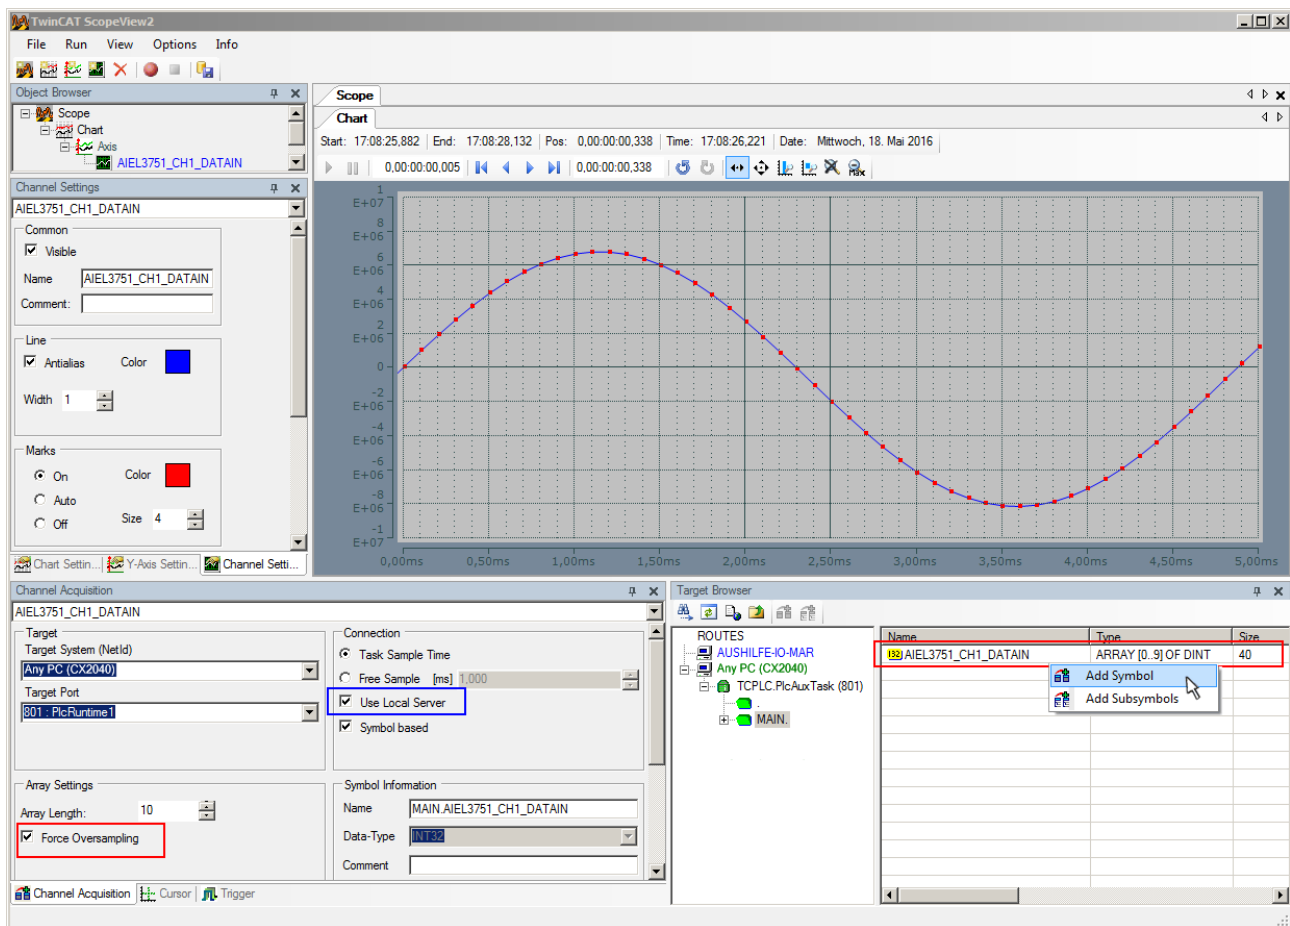 TwinCAT ScopeView2
File Run View Options Info
Object Browser
Scope
Chart
Axis
AIEL3751_CH1_DATAIN
Channel Settings
AIEL3751_CH1_DATAIN
Common
Visible
Name AIEL3751_CH1_DATAIN
Comment:
Line
Antialias Color
Width 1
Marks
On Color
Auto
Off Size 4
Chart Settin... Y-Axis Settin... Channel Setti...
Scope
Chart
Start: 17:08:25,882 End: 17:08:28,132 Pos: 0,00:00:00,338 Time: 17:08:26,221 Date: Mittwoch, 18. Mai 2016
0,00:00:00,005 0,00:00:00,338 Max
1
E+07
8
E+06
6
E+06
4
E+06
2
E+06
0
-2
E+06
-4
E+06
-6
E+06
-8
E+06
-1
E+07
0,00ms 0,50ms 1,00ms 1,50ms 2,00ms 2,50ms 3,00ms 3,50ms 4,00ms 4,50ms 5,00ms
Channel Acquisition
AIEL3751_CH1_DATAIN
Target
Target System (NetId)
Any PC (CX2040)
Target Port
801 : PlcRuntime1
Connection
Task Sample Time
Free Sample [ms] 1,000
Use Local Server
Symbol based
Array Settings
Array Length: 10
Force Oversampling
Symbol Information
Name MAIN.AIEL3751_CH1_DATAIN
Data-Type INT32
Comment
Channel Acquisition Cursor Trigger
Target Browser
ROUTES
AUSHILFE-IO-MAR
Any PC (CX2040)
TCPLC.PlcAuxTask (801)
.
MAIN.
Name Type Size
132 AIEL3751_CH1_DATAIN ARRAY [0..9] OF DINT 40
Add Symbol
Add Subsymbols